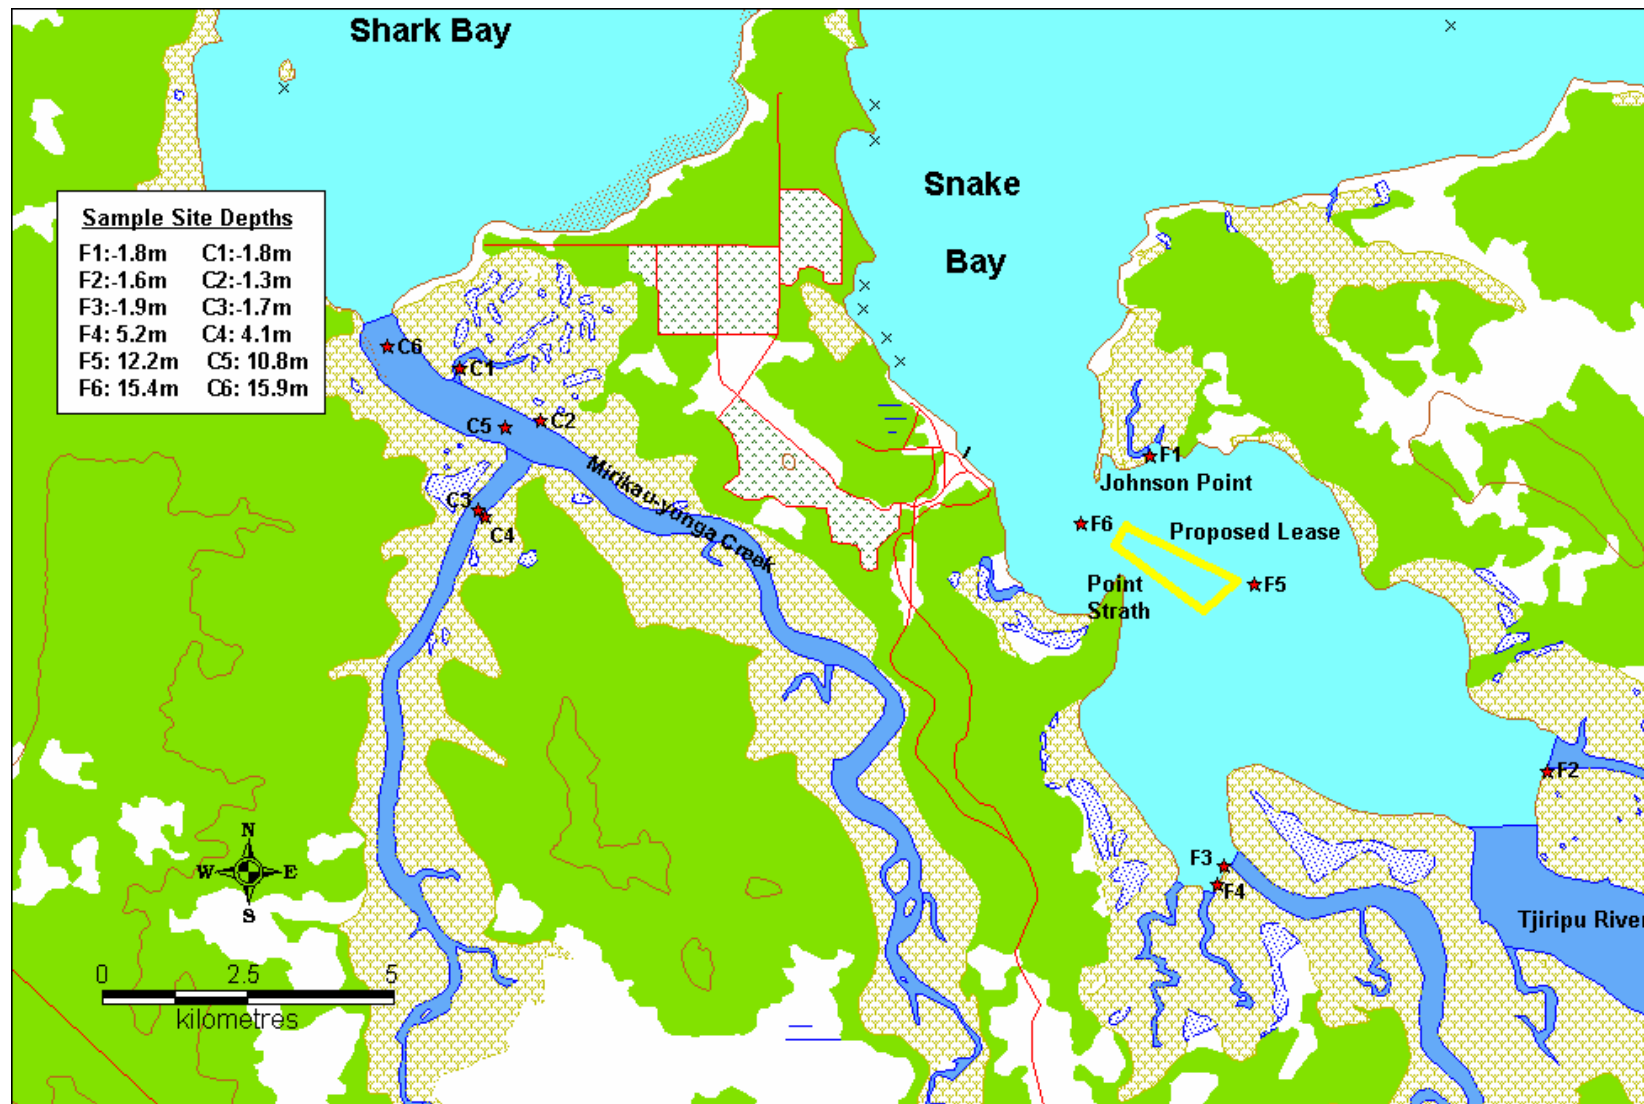 Shark Bay
Snake
Bay
Sample Site Depths
F1:-1.8m C1:-1.8m
F2:-1.6m C2:-1.3m
F3:-1.9m C3:-1.7m
F4: 5.2m C4: 4.1m
F5: 12.2m C5: 10.8m
F6: 15.4m C6: 15.9m
C6
C1
C5
C2
C3
C4
Mirikau-yonga Creek
F1
Johnson Point
F6
Proposed Lease
Point
Strath
F5
F2
F3
F4
Tjiripu River
N
W E
S
0 2.5 5
kilometres